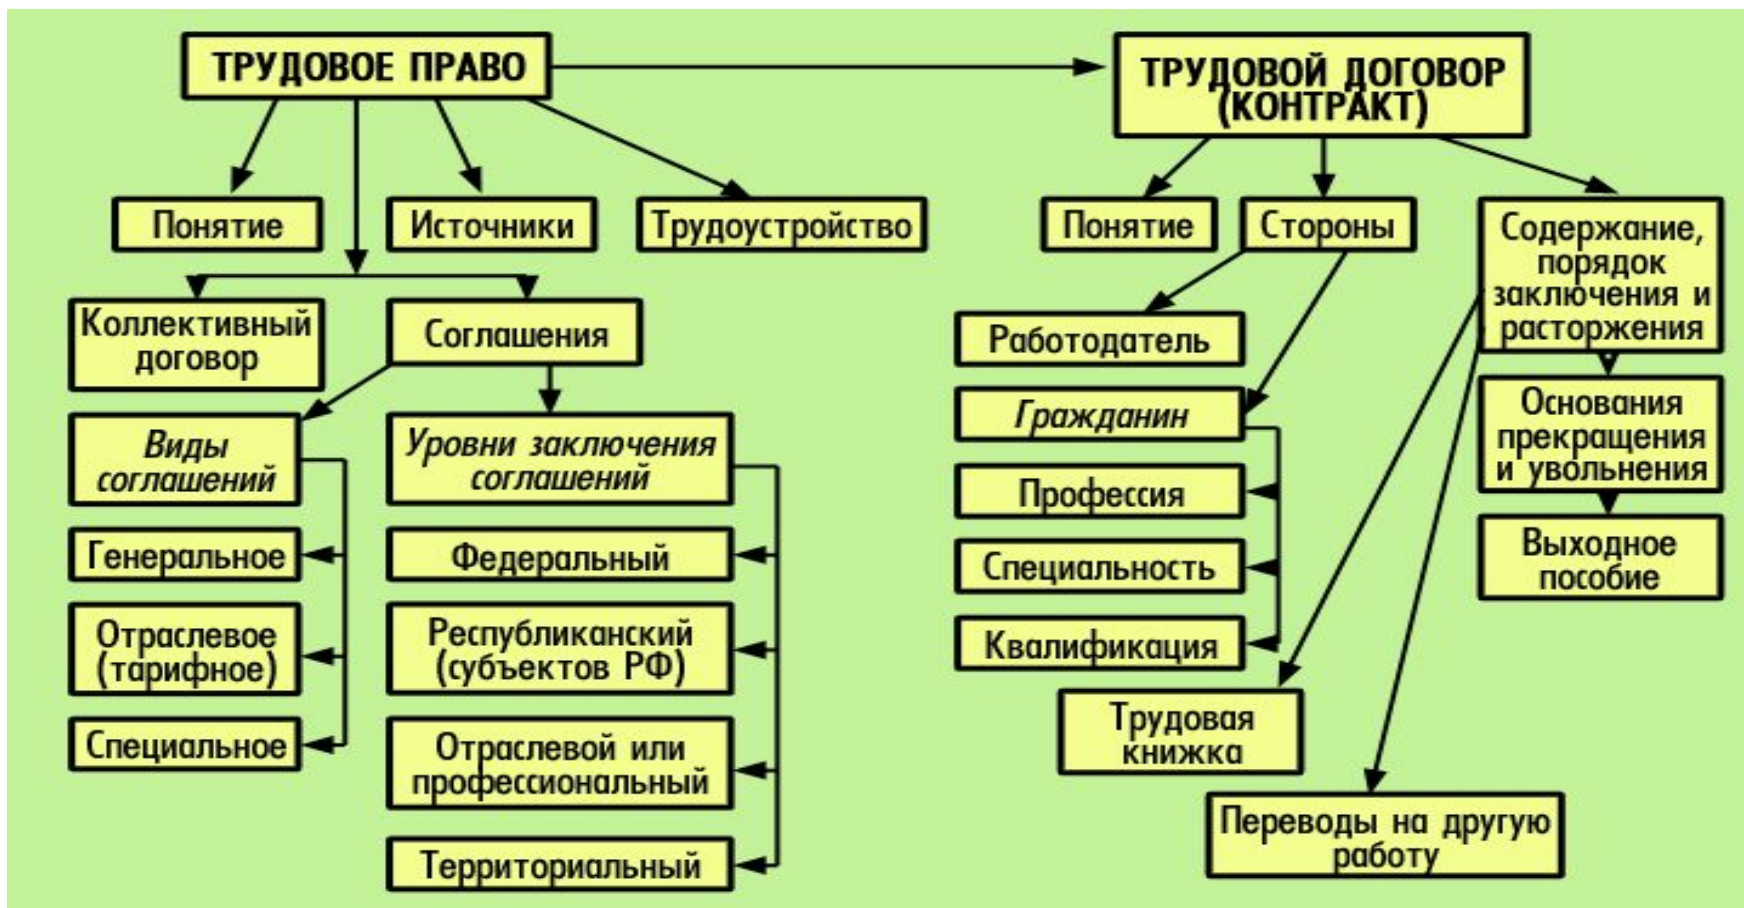 ТРУДОВОЕ ПРАВО
ТРУДОВОЙ ДОГОВОР
(КОНТРАКТ)
Понятие
Источники
Трудоустройство
Коллективный
договор
Соглашения
Виды
соглашений
Генеральное
Отраслевое
(тарифное)
Специальное
Уровни заключения
соглашений
Федеральный
Республиканский
(субъектов РФ)
Отраслевой или
профессиональный
Территориальный
Понятие
Стороны
Содержание,
порядок
заключения и
расторжения
Работодатель
Гражданин
Профессия
Специальность
Квалификация
Основания
прекращения
и увольнения
Выходное
пособие
Трудовая
книжка
Переводы на другую
работу